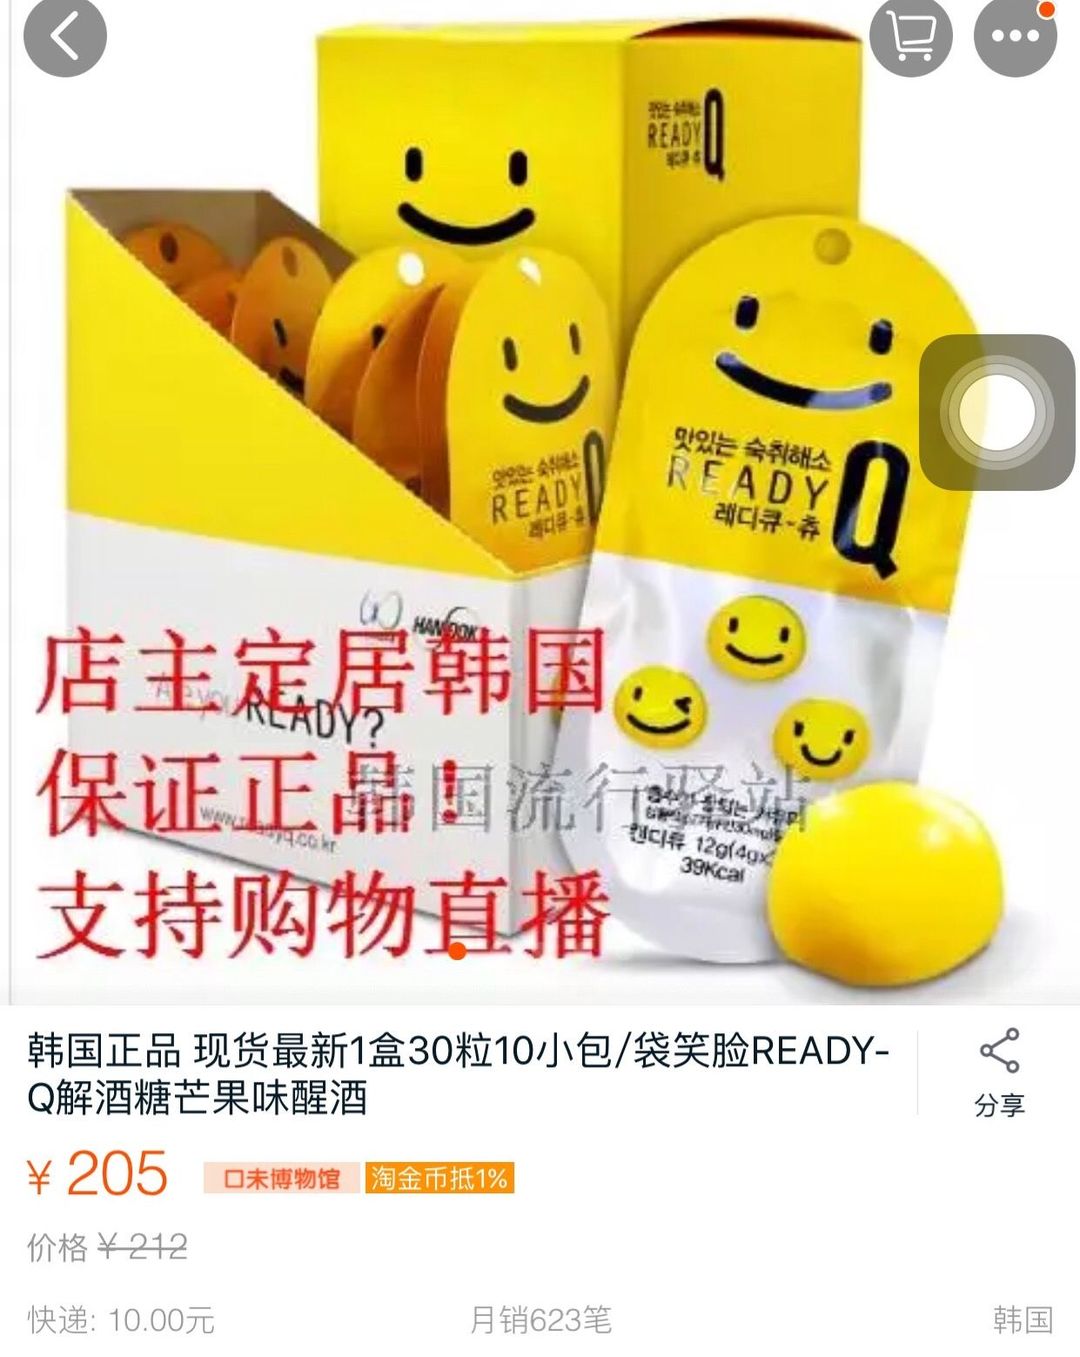 맛있는 숙취해소
READY Q
레디큐-츄
맛있는 숙취해소
READY Q
레디큐-츄
맛있는 숙취해소
READY Q
레디큐-츄
Are you READY?
캔디류 12g(4gx
39Kcal
店主定居韩国
保证正品！
支持购物直播
韩国流行驿站
韩国正品 现货最新1盒30粒10小包/袋笑脸READY-
Q解酒糖芒果味醒酒
分享
¥ 205
口未博物馆
淘金币抵1%
价格 ¥ 212
快递: 10.00元
月销623笔
韩国